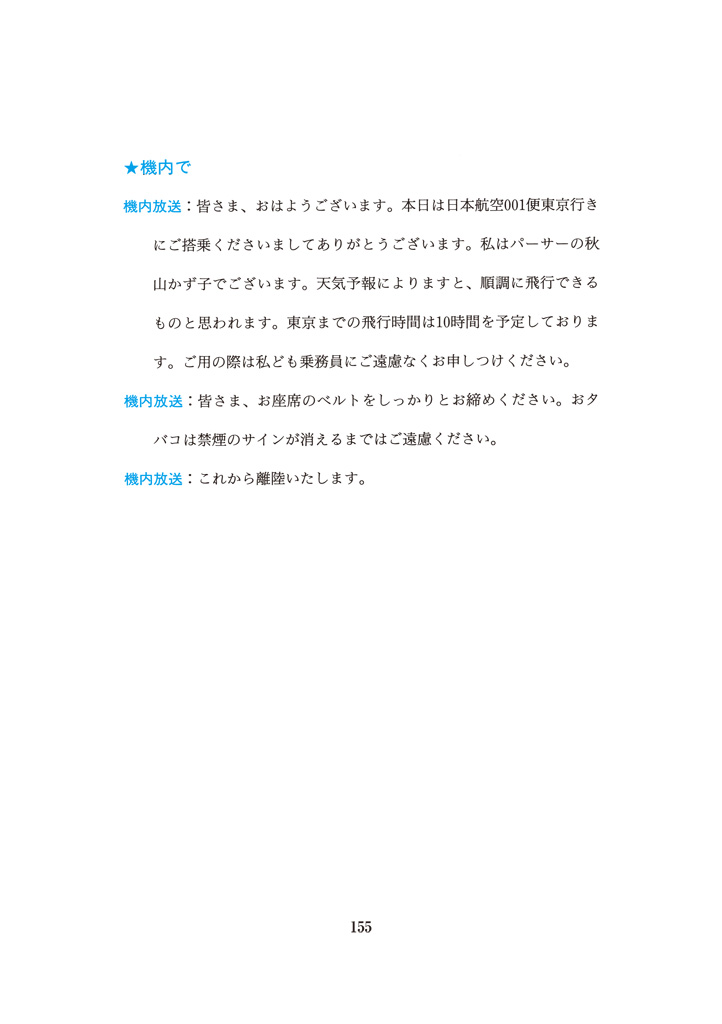 ★機内で
機内放送：皆さま、おはようございます。本日は日本航空001便東京行き
にご搭乗くださいましてありがとうございます。私はパーサーの秋
山かず子でございます。天気予報によりますと、順調に飛行できる
ものと思われます。東京までの飛行時間は10時間を予定しておりま
す。ご用の際は私ども乗務員にご遠慮なくお申しつけください。
機内放送：皆さま、お座席のベルトをしっかりとお締めください。おタ
バコは禁煙のサインが消えるまではご遠慮ください。
機内放送：これから離陸いたします。
155